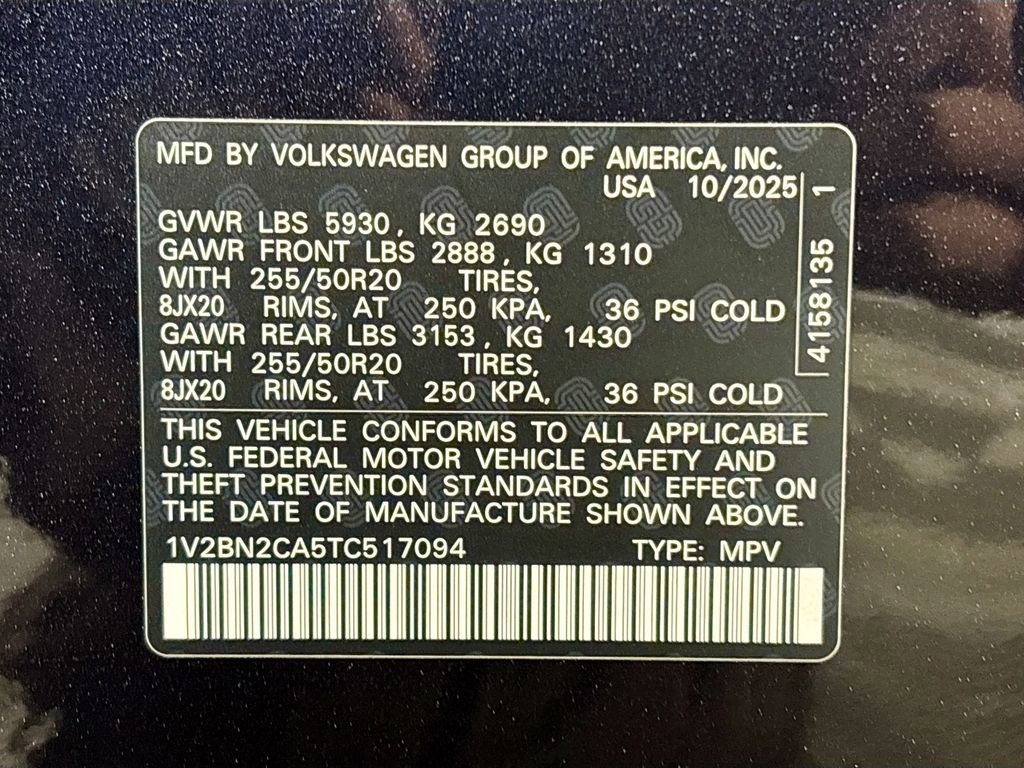 MFD BY VOLKSWAGEN GROUP OF AMERICA, INC.
USA 10/2025
GVWR LBS 5930, KG 2690
GAWR FRONT LBS 2888, KG 1310
WITH 255/50R20 TIRES,
8JX20 RIMS, AT 250 KPA, 36 PSI COLD
GAWR REAR LBS 3153, KG 1430
WITH 255/50R20 TIRES,
8JX20 RIMS, AT 250 KPA, 36 PSI COLD
4158135 1
THIS VEHICLE CONFORMS TO ALL APPLICABLE
U.S. FEDERAL MOTOR VEHICLE SAFETY AND
THEFT PREVENTION STANDARDS IN EFFECT ON
THE DATE OF MANUFACTURE SHOWN ABOVE.
1V2BN2CA5TC517094 TYPE: MPV